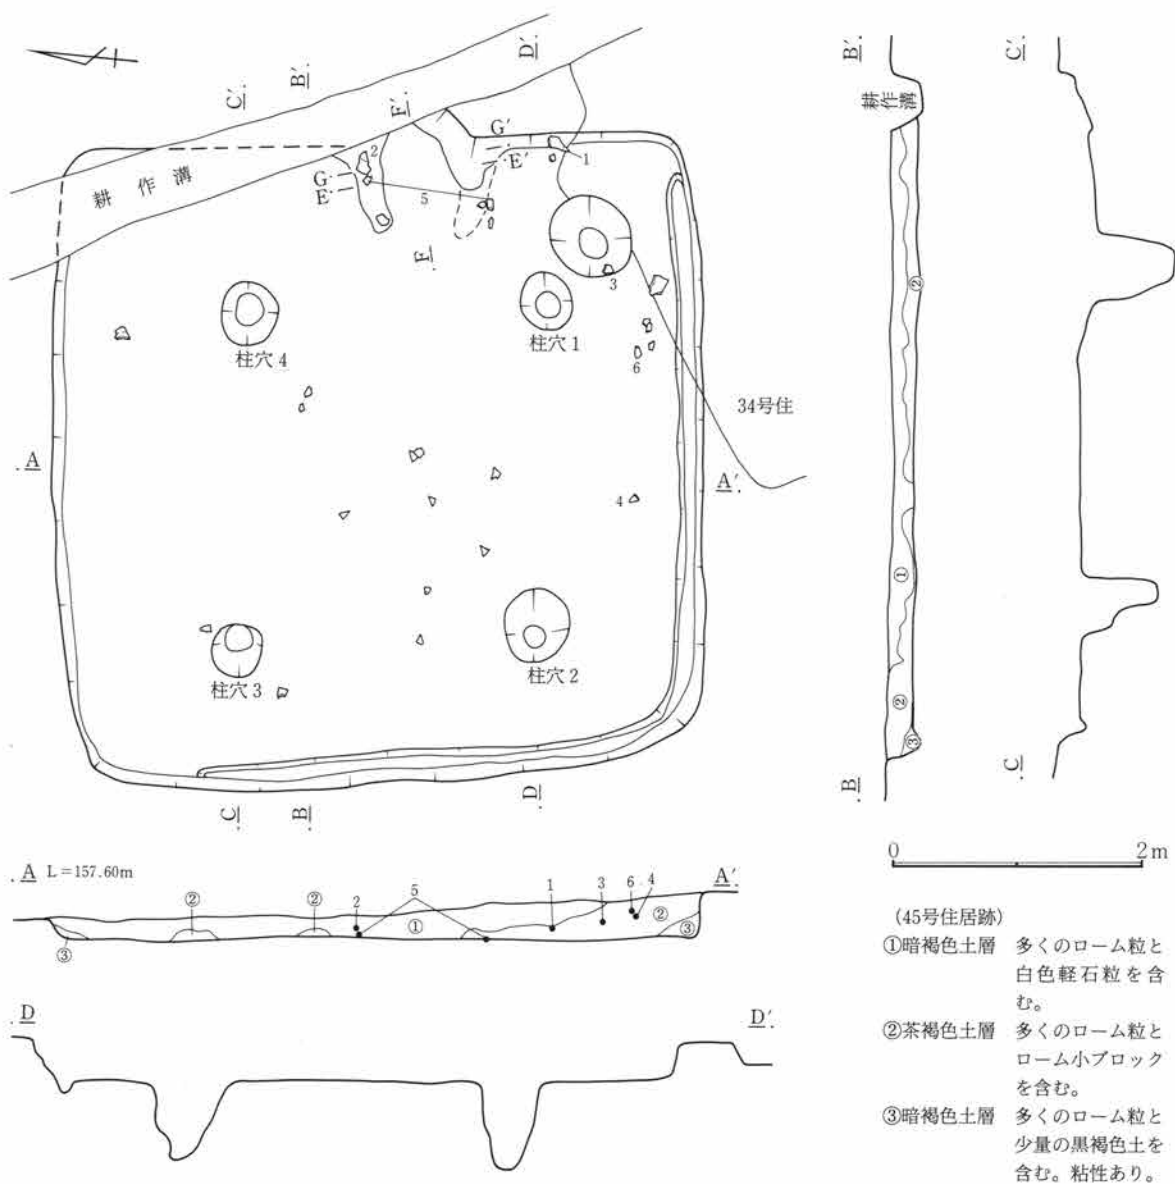 D′
B′
C′
F′
G′
E′
2
1
G
E
5
F
耕作溝
3
柱穴4
柱穴1
6
34号住
A
A′
4
柱穴3
柱穴2
C
B
D
B′
耕作溝
②
①
②
③
B
C′
C
0 2m
A L=157.60m A′
② ② 2 5 ① 1 3 6 4 ② ③
③
D D′
(45号住居跡)
①暗褐色土層 多くのローム粒と
白色軽石粒を含
む。
②茶褐色土層 多くのローム粒と
ローム小ブロック
を含む。
③暗褐色土層 多くのローム粒と
少量の黒褐色土を
含む。粘性あり。